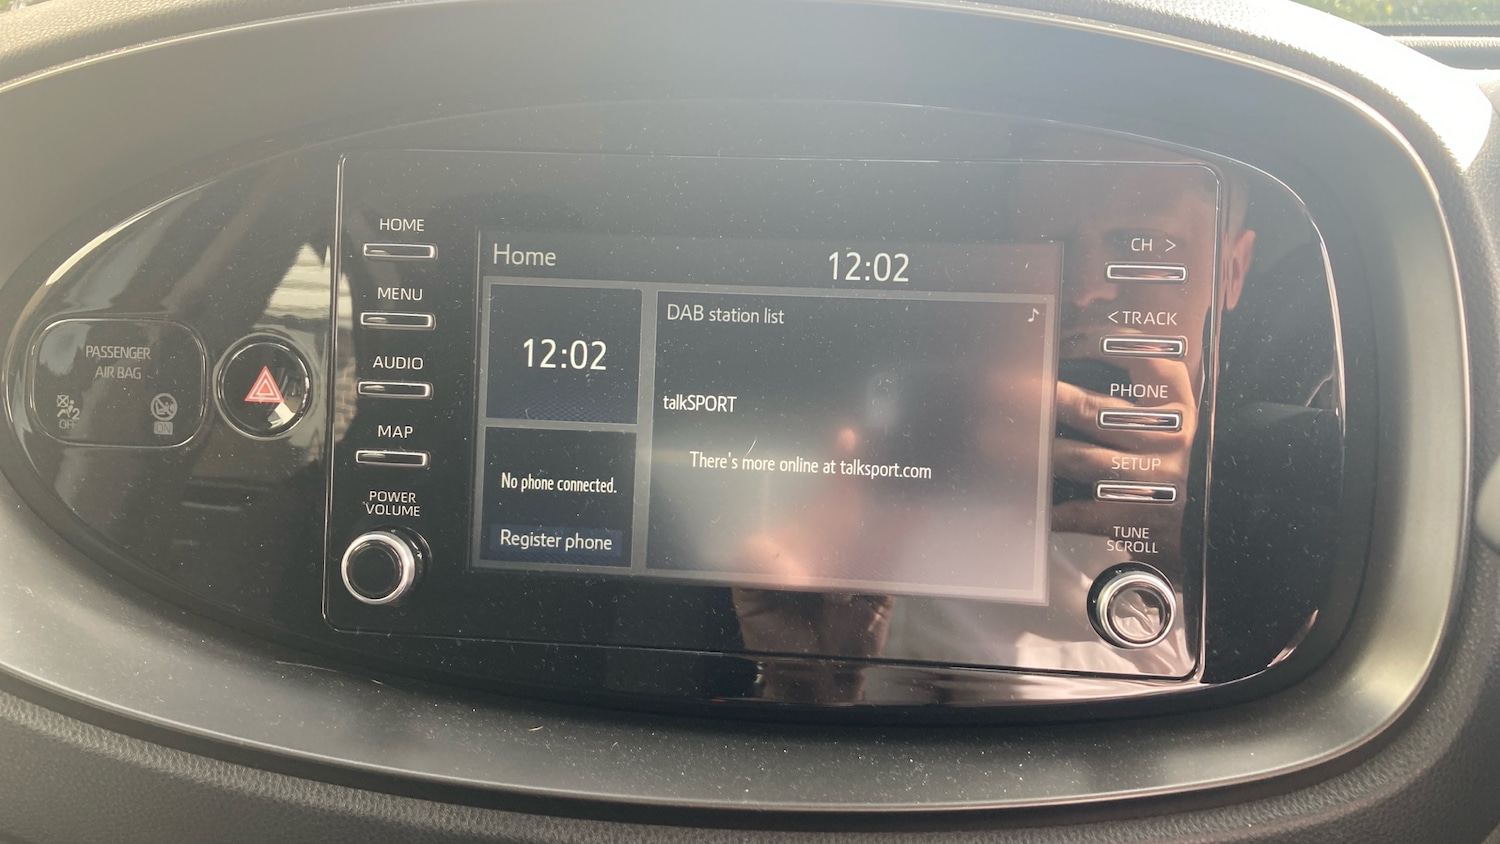 HOME
MENU
AUDIO
MAP
POWER
VOLUME
PASSENGER
AIR BAG
2
OFF
ON
Home
12:02
12:02
No phone connected.
Register phone
DAB station list
talkSPORT
There's more online at talksport.com
CH >
< TRACK
PHONE
SETUP
TUNE
SCROLL